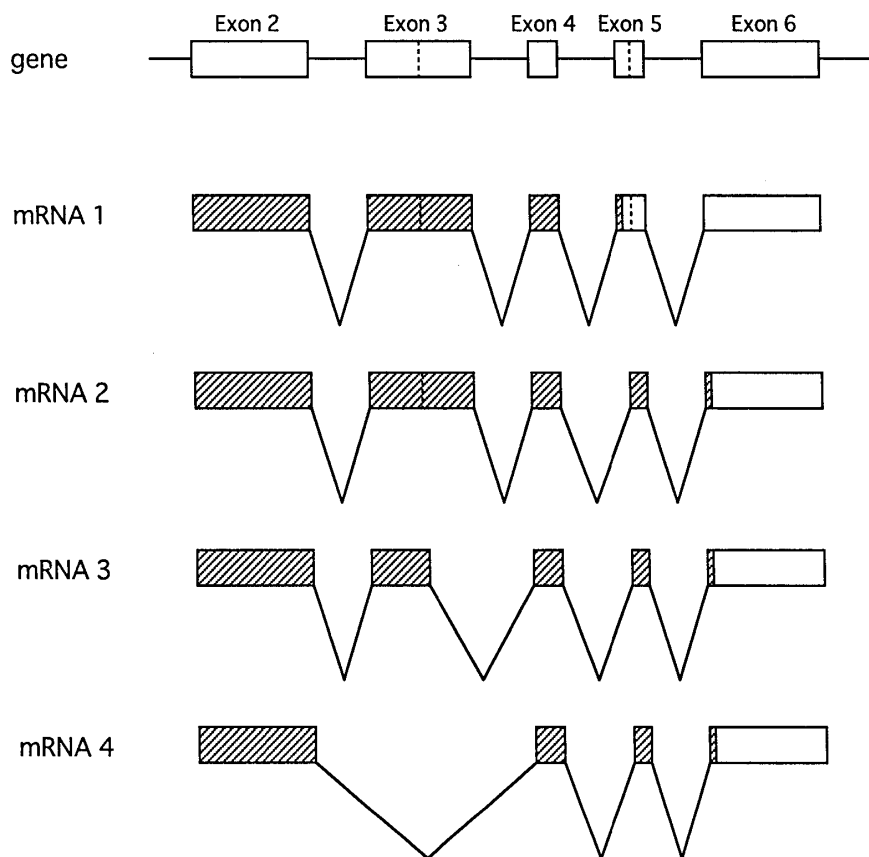 Exon 2 Exon 3 Exon 4 Exon 5 Exon 6
gene
mRNA 1
mRNA 2
mRNA 3
mRNA 4